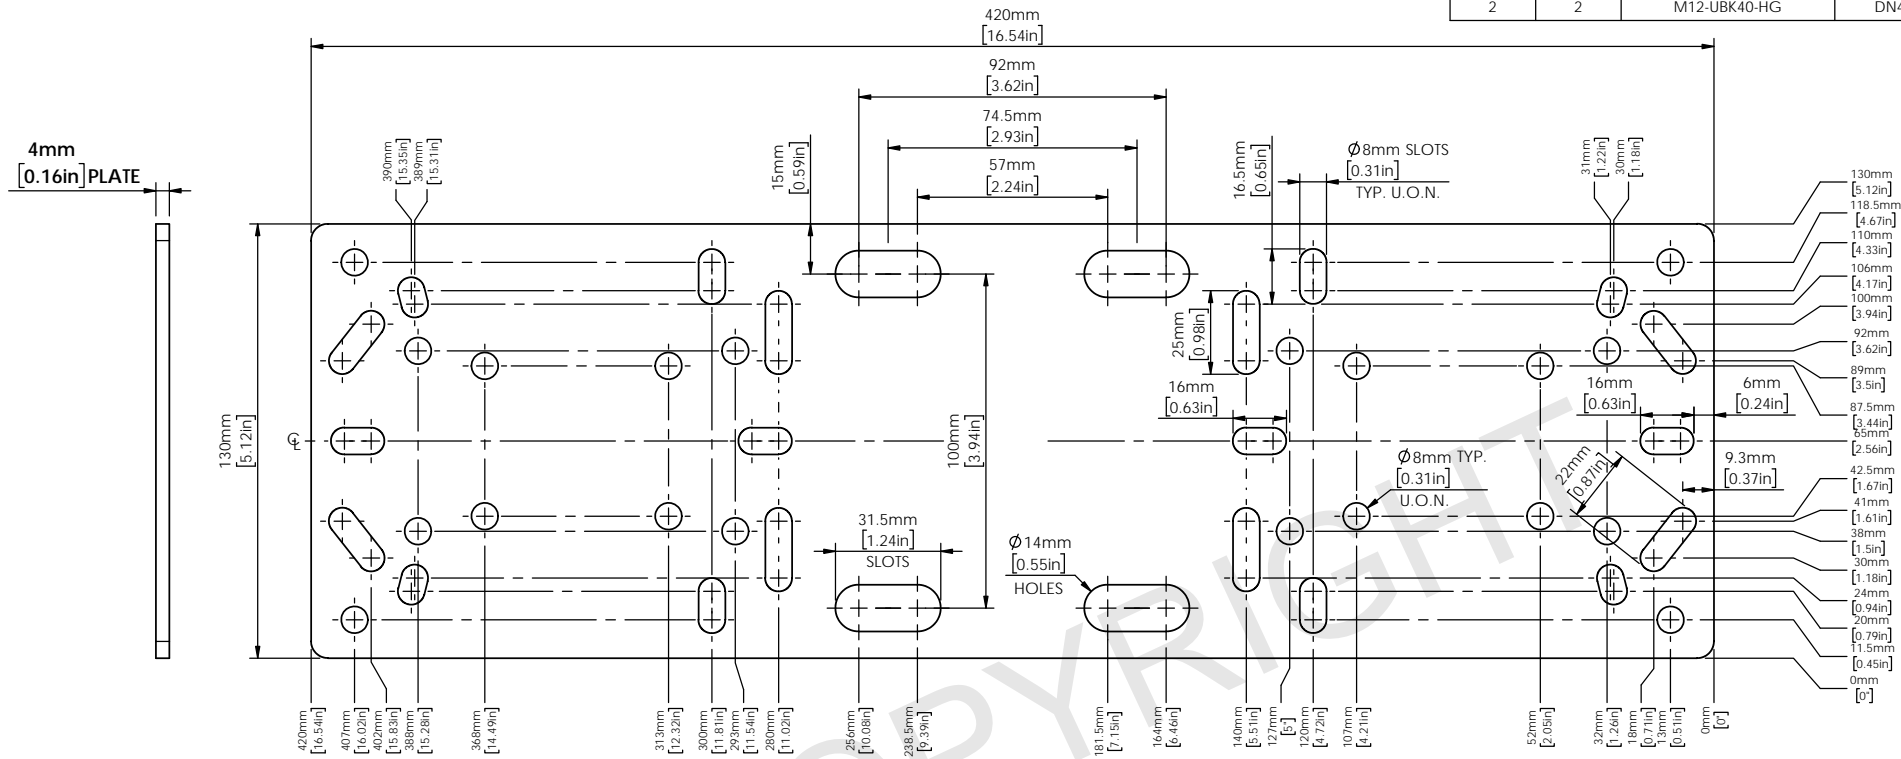 2 2 M12-UBK40-HG DN4
420mm
[16.54in]
92mm
[3.62in]
74.5mm
[2.93in]
57mm
[2.24in]
4mm
[0.16in] PLATE
390mm
[15.35in]
389mm
[15.31in]
15mm
[0.59in]
16.5mm
[0.65in]
Ø8mm SLOTS
[0.31in]
TYP. U.O.N.
31mm
[1.22in]
30mm
[1.18in]
130mm
[5.12in]
118.5mm
[4.67in]
110mm
[4.33in]
106mm
[4.17in]
100mm
[3.94in]
92mm
[3.62in]
89mm
[3.5in]
87.5mm
[3.44in]
65mm
[2.56in]
42.5mm
[1.67in]
41mm
[1.61in]
38mm
[1.5in]
30mm
[1.18in]
24mm
[0.94in]
20mm
[0.79in]
11.5mm
[0.45in]
0mm
[0"]
25mm
[0.98in]
16mm
[0.63in]
16mm
[0.63in]
6mm
[0.24in]
130mm
[5.12in]
CL
100mm
[3.94in]
Ø8mm TYP.
[0.31in]
U.O.N.
22mm
[0.87in]
9.3mm
[0.37in]
31.5mm
[1.24in]
SLOTS
Ø14mm
[0.55in]
HOLES
420mm
[16.54in]
407mm
[16.02in]
402mm
[15.83in]
388mm
[15.28in]
368mm
[14.49in]
313mm
[12.32in]
300mm
[11.81in]
293mm
[11.54in]
280mm
[11.02in]
256mm
[10.08in]
238.5mm
[9.39in]
181.5mm
[7.15in]
164mm
[6.46in]
140mm
[5.51in]
127mm
[5"]
120mm
[4.72in]
107mm
[4.21in]
52mm
[2.05in]
32mm
[1.26in]
18mm
[0.71in]
13mm
[0.51in]
0mm
[0"]
OPYRIGHT